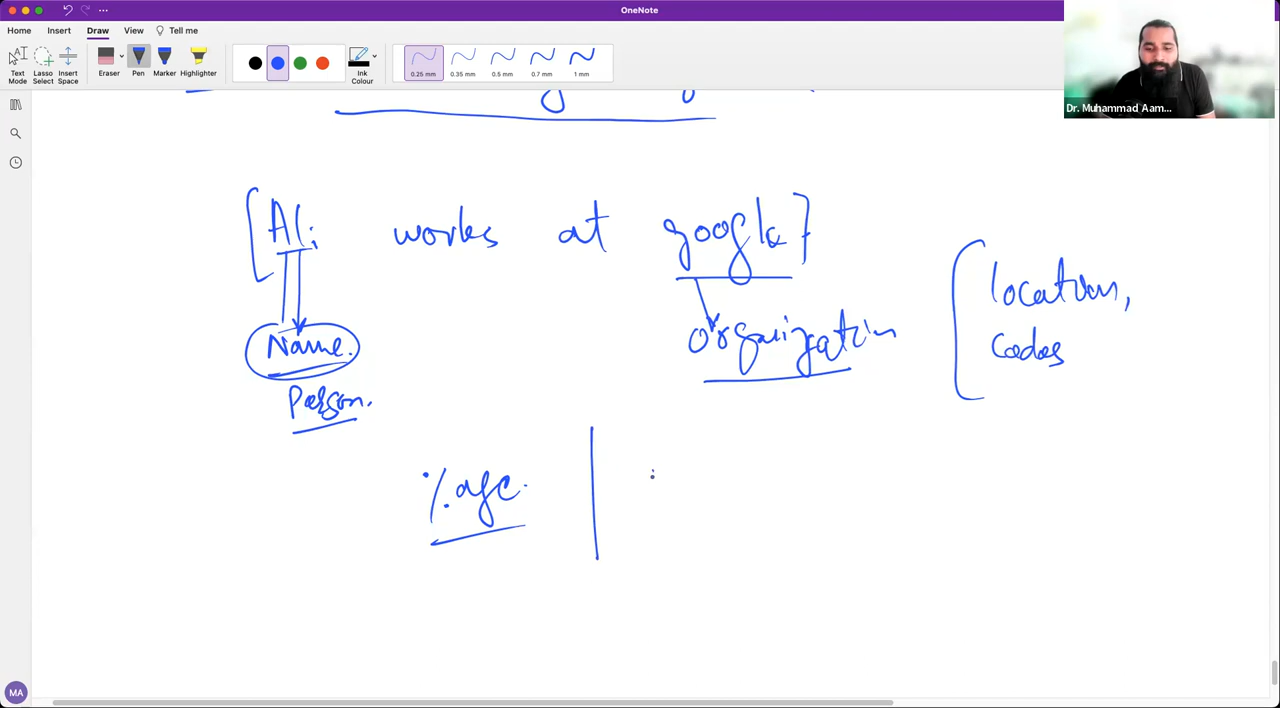 OneNote
Home Insert Draw View Tell me
Text Mode
Lasso Select
Insert Space
Eraser
Pen
Marker
Highlighter
0.25 mm
0.35 mm
0.5 mm
0.7 mm
1 mm
Ink Colour
Dr. Muhammad Aam...
[Ali works at google]
location,
codes
Name.
organization
Person.
%age.
MA